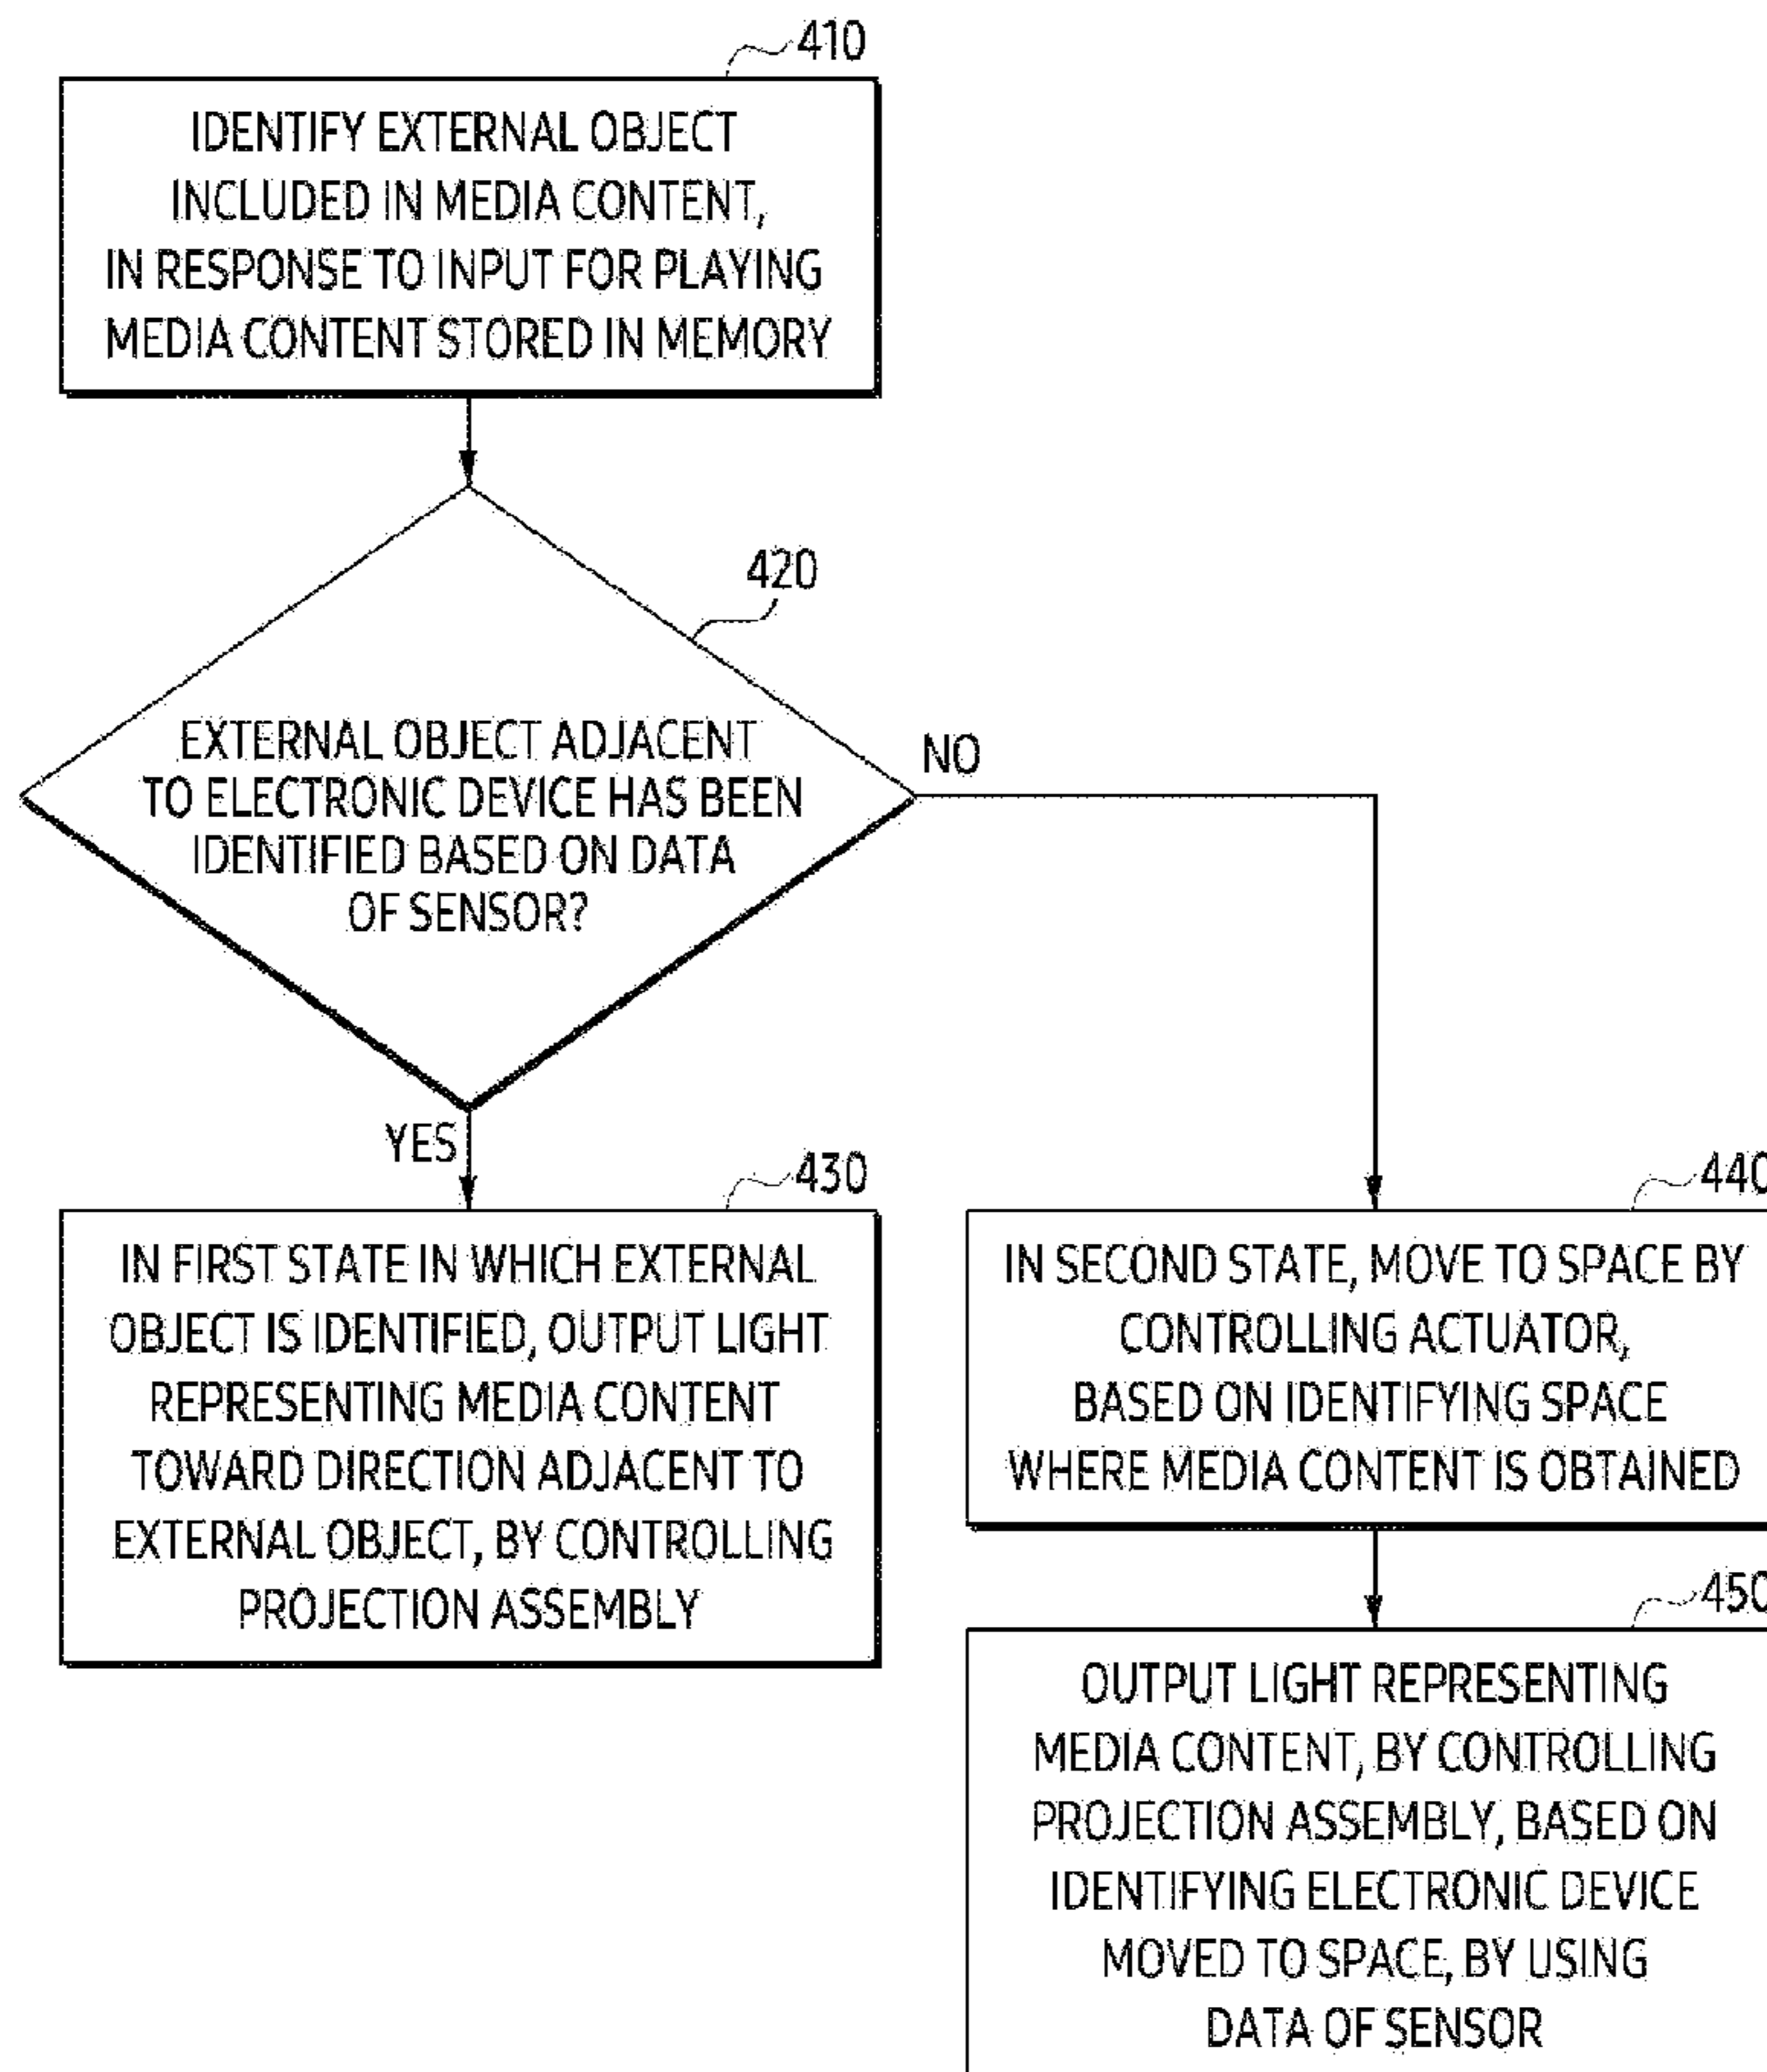 410
IDENTIFY EXTERNAL OBJECT
INCLUDED IN MEDIA CONTENT,
IN RESPONSE TO INPUT FOR PLAYING
MEDIA CONTENT STORED IN MEMORY
420
EXTERNAL OBJECT ADJACENT
TO ELECTRONIC DEVICE HAS BEEN
IDENTIFIED BASED ON DATA
OF SENSOR?
NO
YES
430
IN FIRST STATE IN WHICH EXTERNAL
OBJECT IS IDENTIFIED, OUTPUT LIGHT
REPRESENTING MEDIA CONTENT
TOWARD DIRECTION ADJACENT TO
EXTERNAL OBJECT, BY CONTROLLING
PROJECTION ASSEMBLY
440
IN SECOND STATE, MOVE TO SPACE BY
CONTROLLING ACTUATOR,
BASED ON IDENTIFYING SPACE
WHERE MEDIA CONTENT IS OBTAINED
450
OUTPUT LIGHT REPRESENTING
MEDIA CONTENT, BY CONTROLLING
PROJECTION ASSEMBLY, BASED ON
IDENTIFYING ELECTRONIC DEVICE
MOVED TO SPACE, BY USING
DATA OF SENSOR